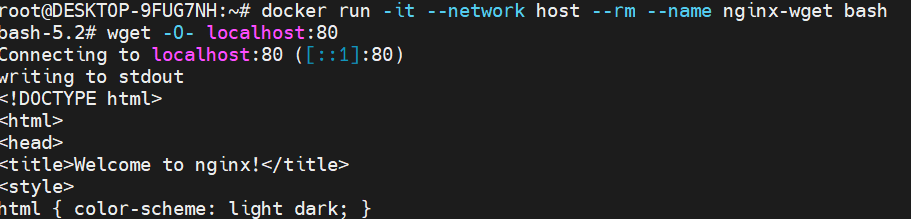 root@DESKTOP-9FUG7NH:~# docker run -it --network host --rm --name nginx-wget bash
bash-5.2# wget -O- localhost:80
Connecting to localhost:80 ([::1]:80)
writing to stdout
<!DOCTYPE html>
<html>
<head>
<title>Welcome to nginx!</title>
<style>
html { color-scheme: light dark; }